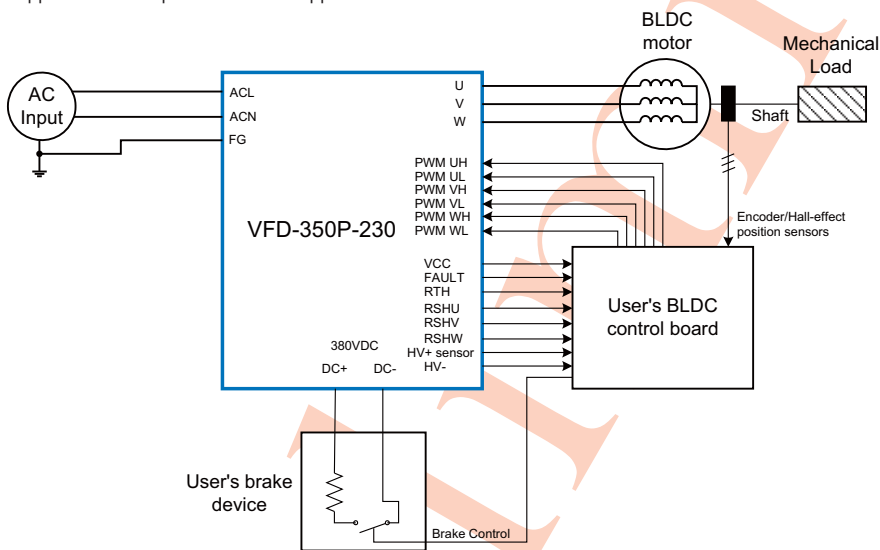 BLDC
motor
Mechanical
Load
AC
Input
ACL
ACN
FG
U
V
W
Shaft
PWM UH
PWM UL
PWM VH
PWM VL
PWM WH
PWM WL
Encoder/Hall-effect
position sensors
VFD-350P-230
VCC
FAULT
RTH
RSHU
RSHV
RSHW
HV+ sensor
HV-
User's BLDC
control board
380VDC
DC+ DC-
User's brake
device
Brake Control